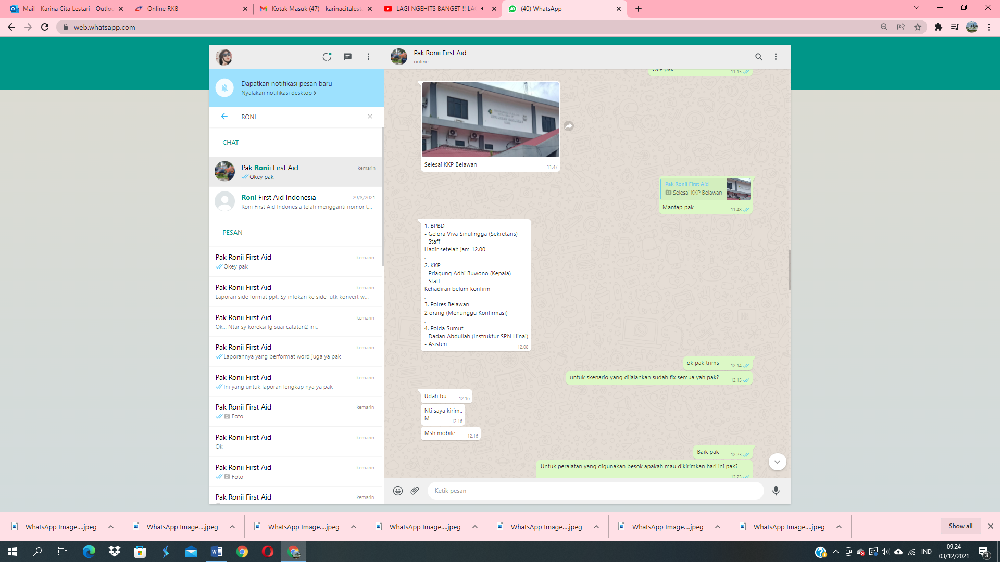 Mail - Karina Cita Lestari - Outloo
Online RKB
Kotak Masuk (47) - karinacitalest
LAGI NGEHITS BANGET !! LA
(40) WhatsApp
web.whatsapp.com
Dapatkan notifikasi pesan baru
Nyalakan notifikasi desktop
RONI
CHAT
Pak Ronii First Aid
kemarin
Okey pak
Roni First Aid Indonesia
29/8/2021
Roni First Aid Indonesia telah mengganti nomor t...
PESAN
Pak Ronii First Aid
kemarin
Okey pak
Pak Ronii First Aid
kemarin
Laporan side format ppt. Sy infokan ke side utk konvert w...
Pak Ronii First Aid
kemarin
Ok... Ntar sy koreksi lg suai catatan2 ini..
Pak Ronii First Aid
kemarin
Laporannya yang berformat word juga ya pak
Pak Ronii First Aid
kemarin
Ini yang untuk laporan lengkap nya ya pak
Pak Ronii First Aid
kemarin
Foto
Pak Ronii First Aid
kemarin
Ok
Pak Ronii First Aid
kemarin
Foto
Pak Ronii First Aid
kemarin
Pak Ronii First Aid
online
Oce pak
11.15
Selesai KKP Belawan
11.47
Pak Ronii First Aid
Selesai KKP Belawan
Mantap pak
11.48
1. BPBD
- Gelora Viva Sinulingga (Sekretaris)
- Staff
Hadir setelah jam 12.00
.
2. KKP
- Priagung Adhi Buwono (Kepala)
- Staff
Kehadiran belum konfirm
.
3. Polres Belawan
2 orang (Menunggu Konfirmasi)
.
4. Polda Sumut
- Dadan Abdullah (Instruktur SPN Hinai)
- Asisten
12.08
ok pak trims
12.14
untuk skenario yang dijalankan sudah fix semua yah pak?
12.15
Udah bu
12.16
Nti saya kirim..
M
12.16
Msh mobile
12.16
Baik pak
12.23
Untuk peralatan yang digunakan besok apakah mau dikirimkan hari ini pak?
12.23
Ketik pesan
WhatsApp Image....jpeg
WhatsApp Image....jpeg
WhatsApp Image....jpeg
WhatsApp Image....jpeg
WhatsApp Image....jpeg
WhatsApp Image....jpeg
WhatsApp Image....jpeg
Show all
IND
09.24
03/12/2021
3